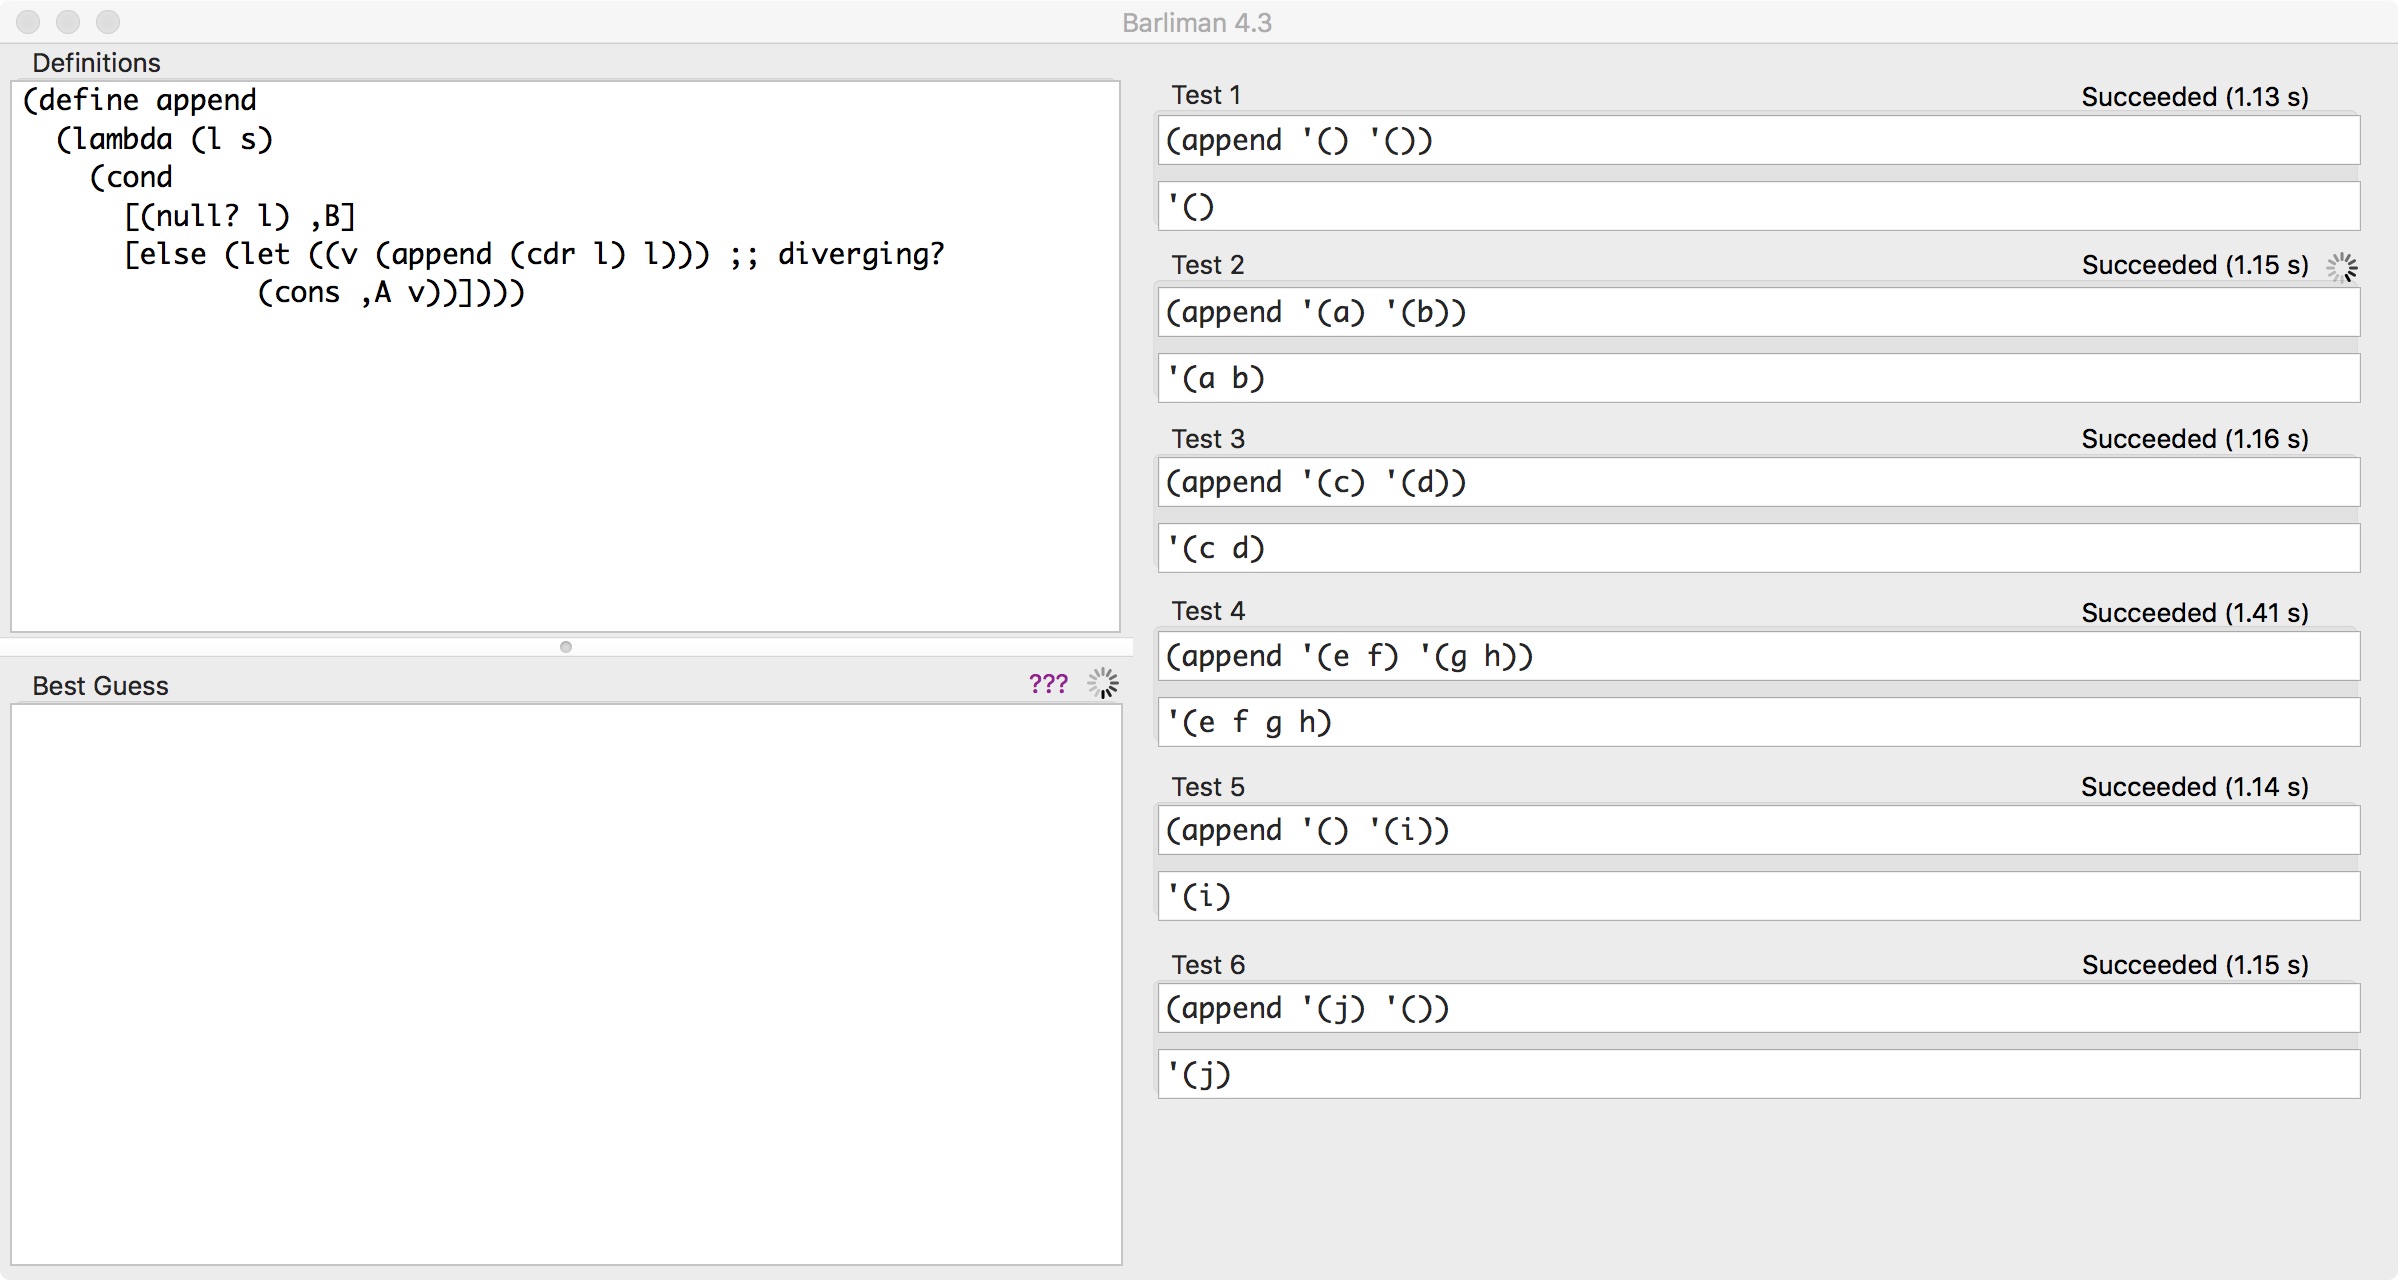 Barliman 4.3
Definitions
(define append
(lambda (l s)
(cond
[(null? l) ,B]
[else (let ((v (append (cdr l) l))) ;; diverging?
(cons ,A v))])))
Best Guess
???
Test 1
Succeeded (1.13 s)
(append '() '())
'()
Test 2
Succeeded (1.15 s)
(append '(a) '(b))
'(a b)
Test 3
Succeeded (1.16 s)
(append '(c) '(d))
'(c d)
Test 4
Succeeded (1.41 s)
(append '(e f) '(g h))
'(e f g h)
Test 5
Succeeded (1.14 s)
(append '() '(i))
'(i)
Test 6
Succeeded (1.15 s)
(append '(j) '())
'(j)